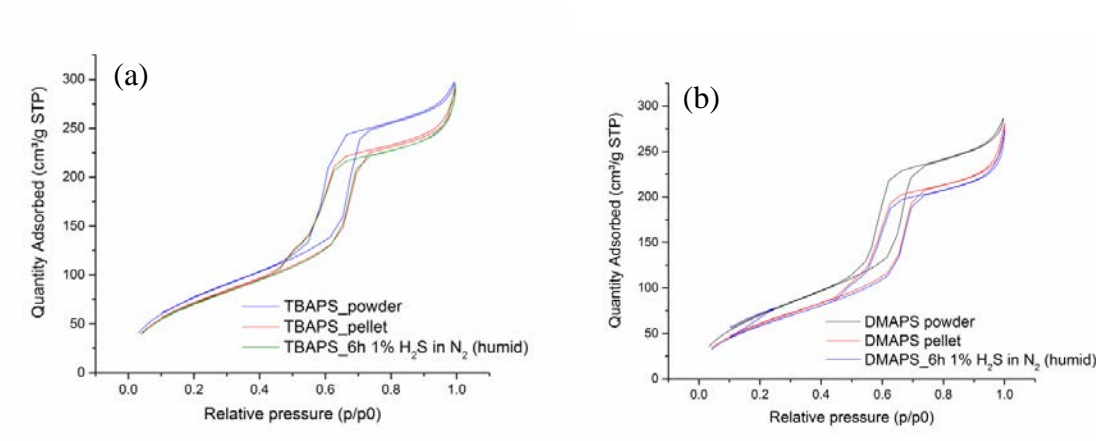 (a)
300
250
200
150
100
50
0
Quantity Adsorbed (cm³/g STP)
TBAPS_powder
TBAPS_pellet
TBAPS_6h 1% H₂S in N₂ (humid)
0.0 0.2 0.4 0.6 0.8 1.0
Relative pressure (p/p0)
(b)
300
250
200
150
100
50
0
Quantity Adsorbed (cm³/g STP)
DMAPS powder
DMAPS pellet
DMAPS_6h 1% H₂S in N₂ (humid)
0.0 0.2 0.4 0.6 0.8 1.0
Relative pressure (p/p0)